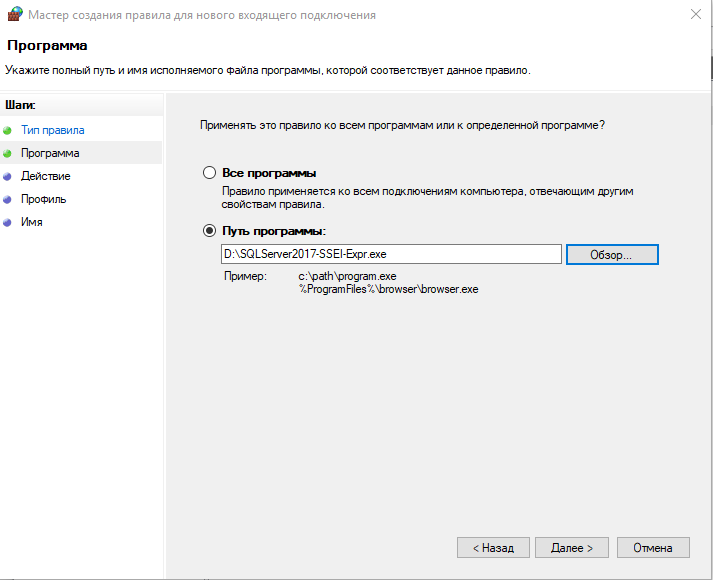 Мастер создания правила для нового входящего подключения
Программа
Укажите полный путь и имя исполняемого файла программы, которой соответствует данное правило.
Шаги:
Тип правила
Программа
Действие
Профиль
Имя
Применять это правило ко всем программам или к определенной программе?
Все программы
Правило применяется ко всем подключениям компьютера, отвечающим другим
свойствам правила.
Путь программы:
D:\SQLServer2017-SSEI-Expr.exe
Обзор...
Пример: c:\path\program.exe
%ProgramFiles%\browser\browser.exe
< Назад
Далее >
Отмена